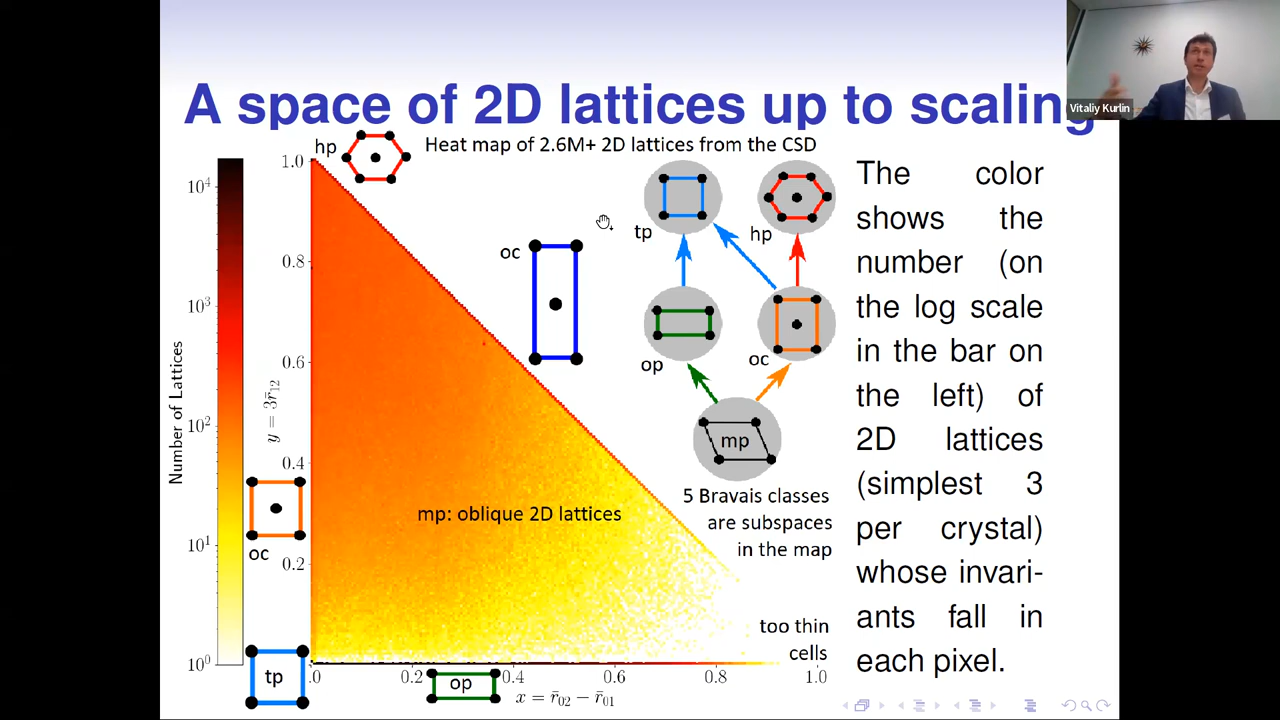 Vitaliy Kurlin
A space of 2D lattices up to scaling
Heat map of 2.6M+ 2D lattices from the CSD
hp
1.0
0.8
0.6
0.4
0.2
10⁴
10³
10²
10¹
10⁰
Number of Lattices
y = 3r̄₁₂
oc
oc
tp
mp: oblique 2D lattices
.0
0.2
0.4
0.6
0.8
1.0
op
x = r̄₀₂ − r̄₀₁
too thin
cells
tp
hp
op
oc
mp
5 Bravais classes
are subspaces
in the map
The color
shows the
number (on
the log scale
in the bar on
the left) of
2D lattices
(simplest 3
per crystal)
whose invari-
ants fall in
each pixel.